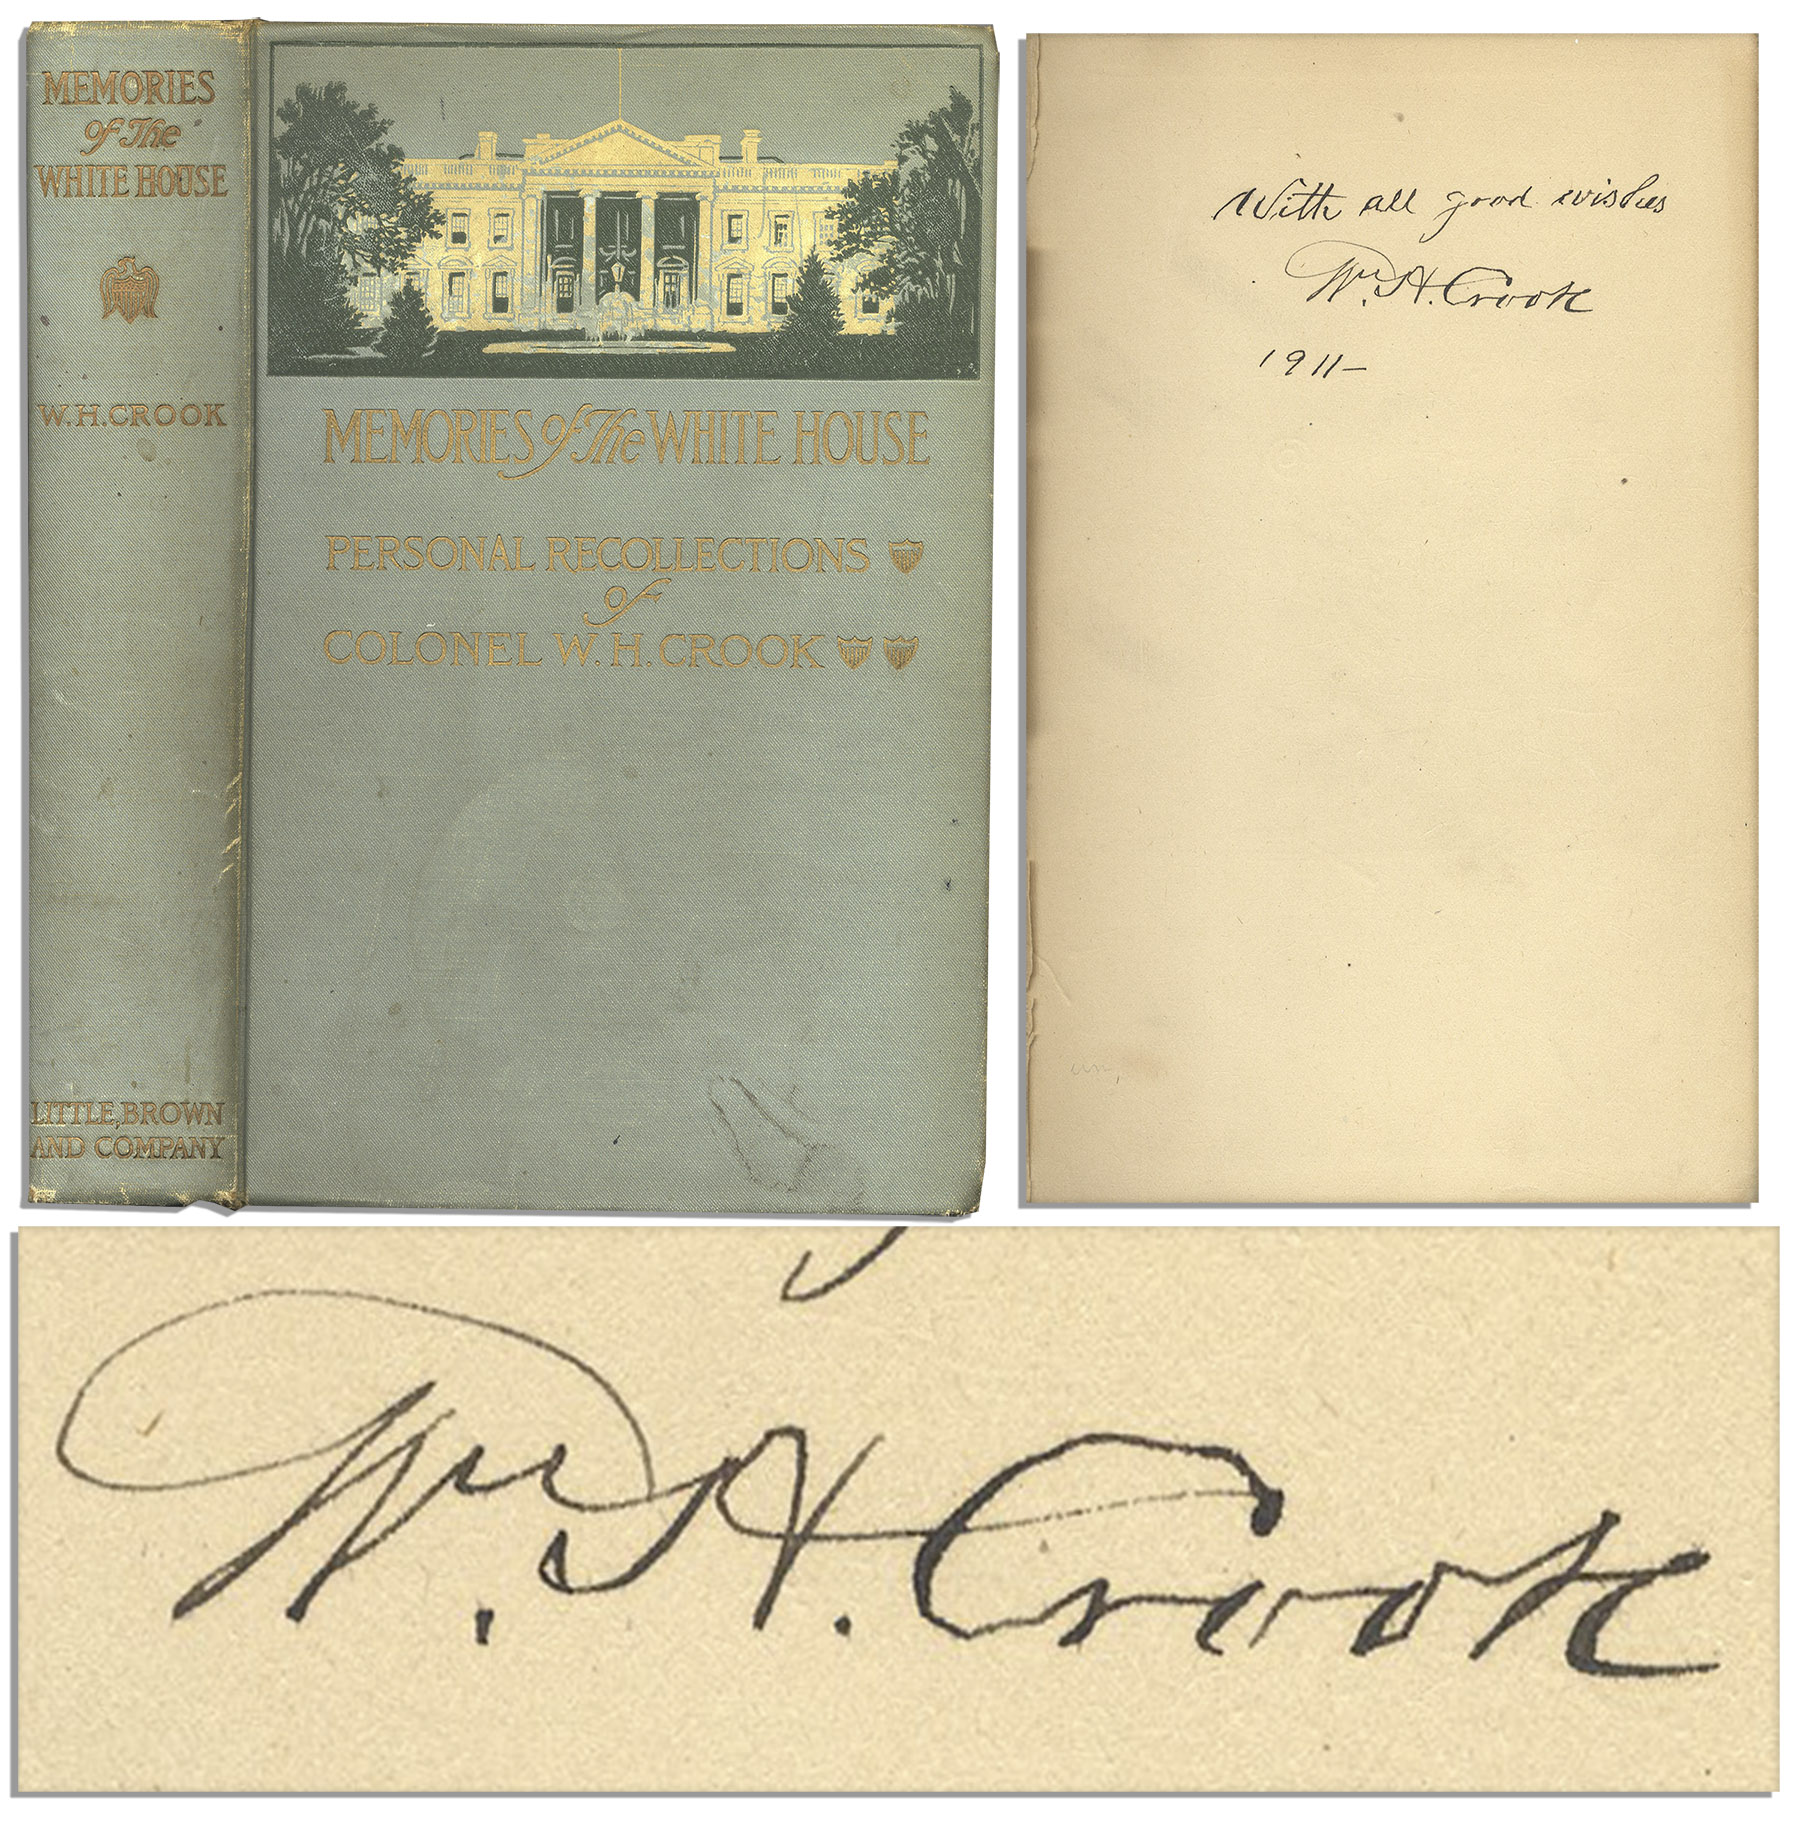 MEMORIES
of The
WHITE HOUSE
W.H.CROOK
LITTLE, BROWN
AND COMPANY
MEMORIES of The WHITE HOUSE
PERSONAL RECOLLECTIONS
of
COLONEL W. H. CROOK
With all good wishes
Wm. H. Crook
1911—
Wm. H. Crook